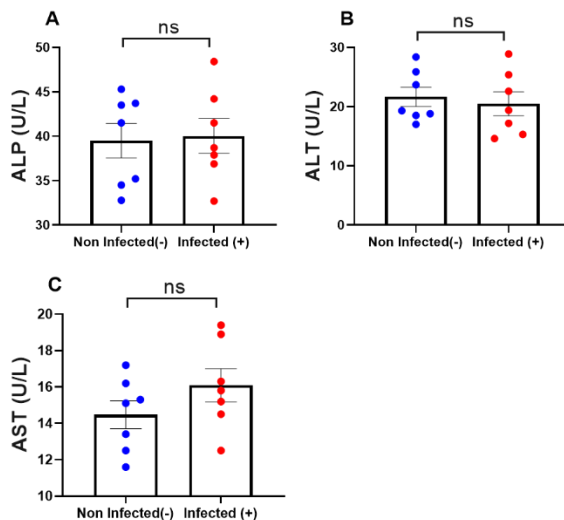 A
ns
ALP (U/L)
50
45
40
35
30
Non Infected(-) Infected (+)
B
ns
ALT (U/L)
30
20
10
0
Non Infected(-) Infected (+)
C
ns
AST (U/L)
20
18
16
14
12
10
Non Infected(-) Infected (+)